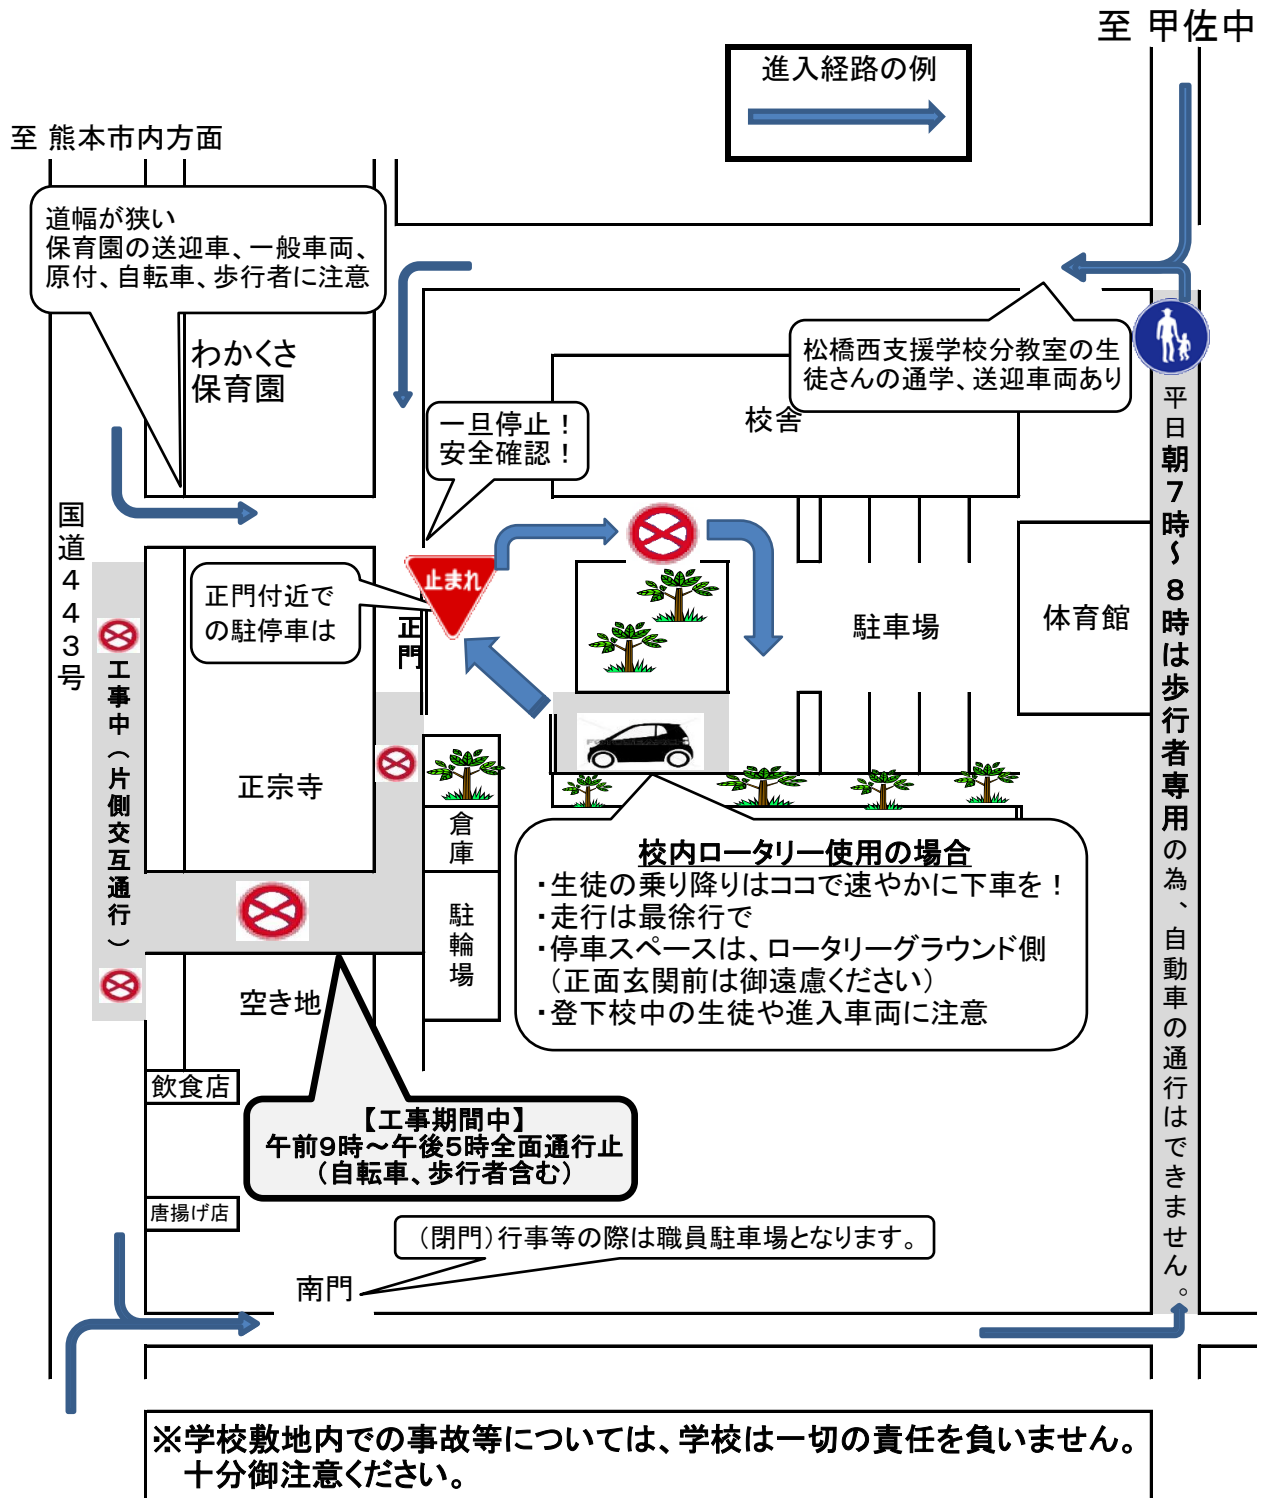 至 甲佐中
進入経路の例
至 熊本市内方面
道幅が狭い
保育園の送迎車、一般車両、
原付、自転車、歩行者に注意
わかくさ
保育園
松橋西支援学校分教室の生
徒さんの通学、送迎車両あり
校舎
一旦停止！
安全確認！
平日朝７時～８時は歩行者専用の為、自動車の通行はできません。
国道４４３号
止まれ
正門付近で
の駐停車は
正門
駐車場
体育館
工事中（片側交互通行）
正宗寺
倉庫
駐輪場
校内ロータリー使用の場合
・生徒の乗り降りはココで速やかに下車を！
・走行は最徐行で
・停車スペースは、ロータリーグラウンド側
（正面玄関前は御遠慮ください）
・登下校中の生徒や進入車両に注意
空き地
飲食店
【工事期間中】
午前９時～午後５時全面通行止
（自転車、歩行者含む）
唐揚げ店
（閉門）行事等の際は職員駐車場となります。
南門
※学校敷地内での事故等については、学校は一切の責任を負いません。
十分御注意ください。